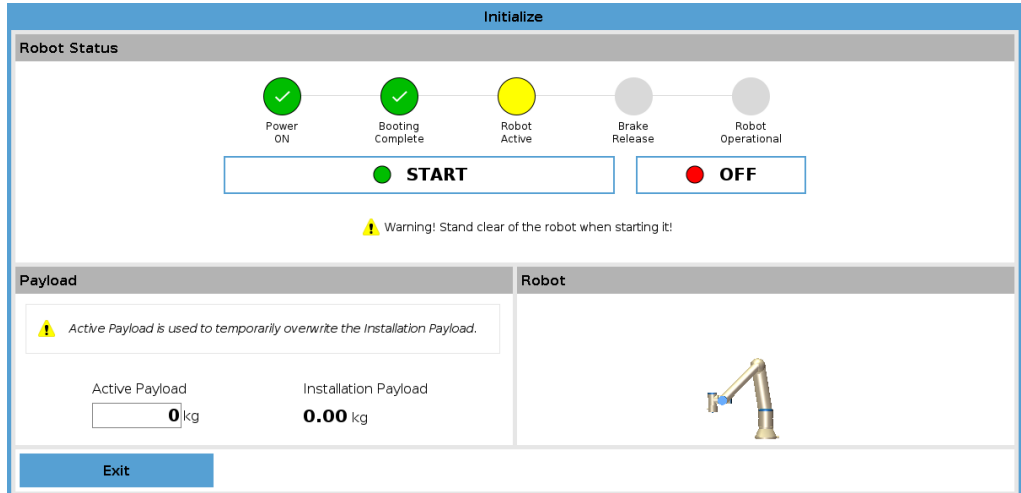 Initialize
Robot Status
Power
ON
Booting
Complete
Robot
Active
Brake
Release
Robot
Operational
START
OFF
Warning! Stand clear of the robot when starting it!
Payload
Robot
Active Payload is used to temporarily overwrite the Installation Payload.
Active Payload
Installation Payload
0 kg
0.00 kg
Exit